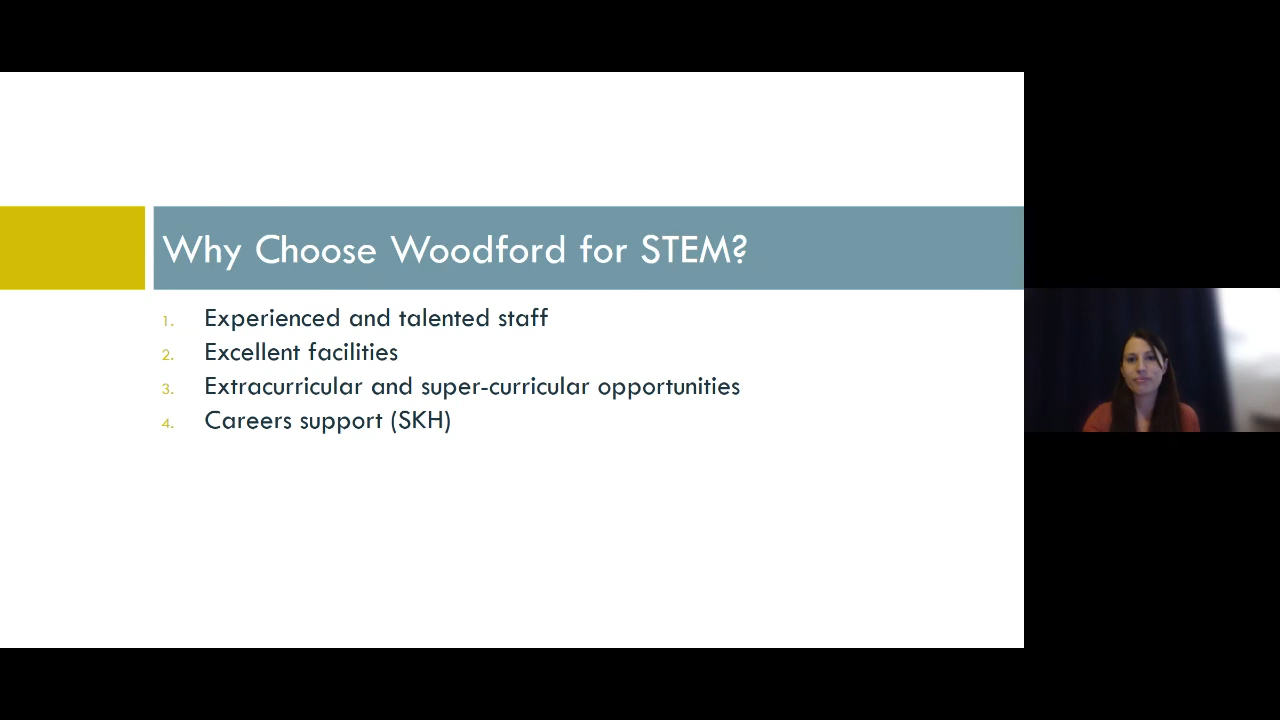 Why Choose Woodford for STEM?
1. Experienced and talented staff
2. Excellent facilities
3. Extracurricular and super-curricular opportunities
4. Careers support (SKH)